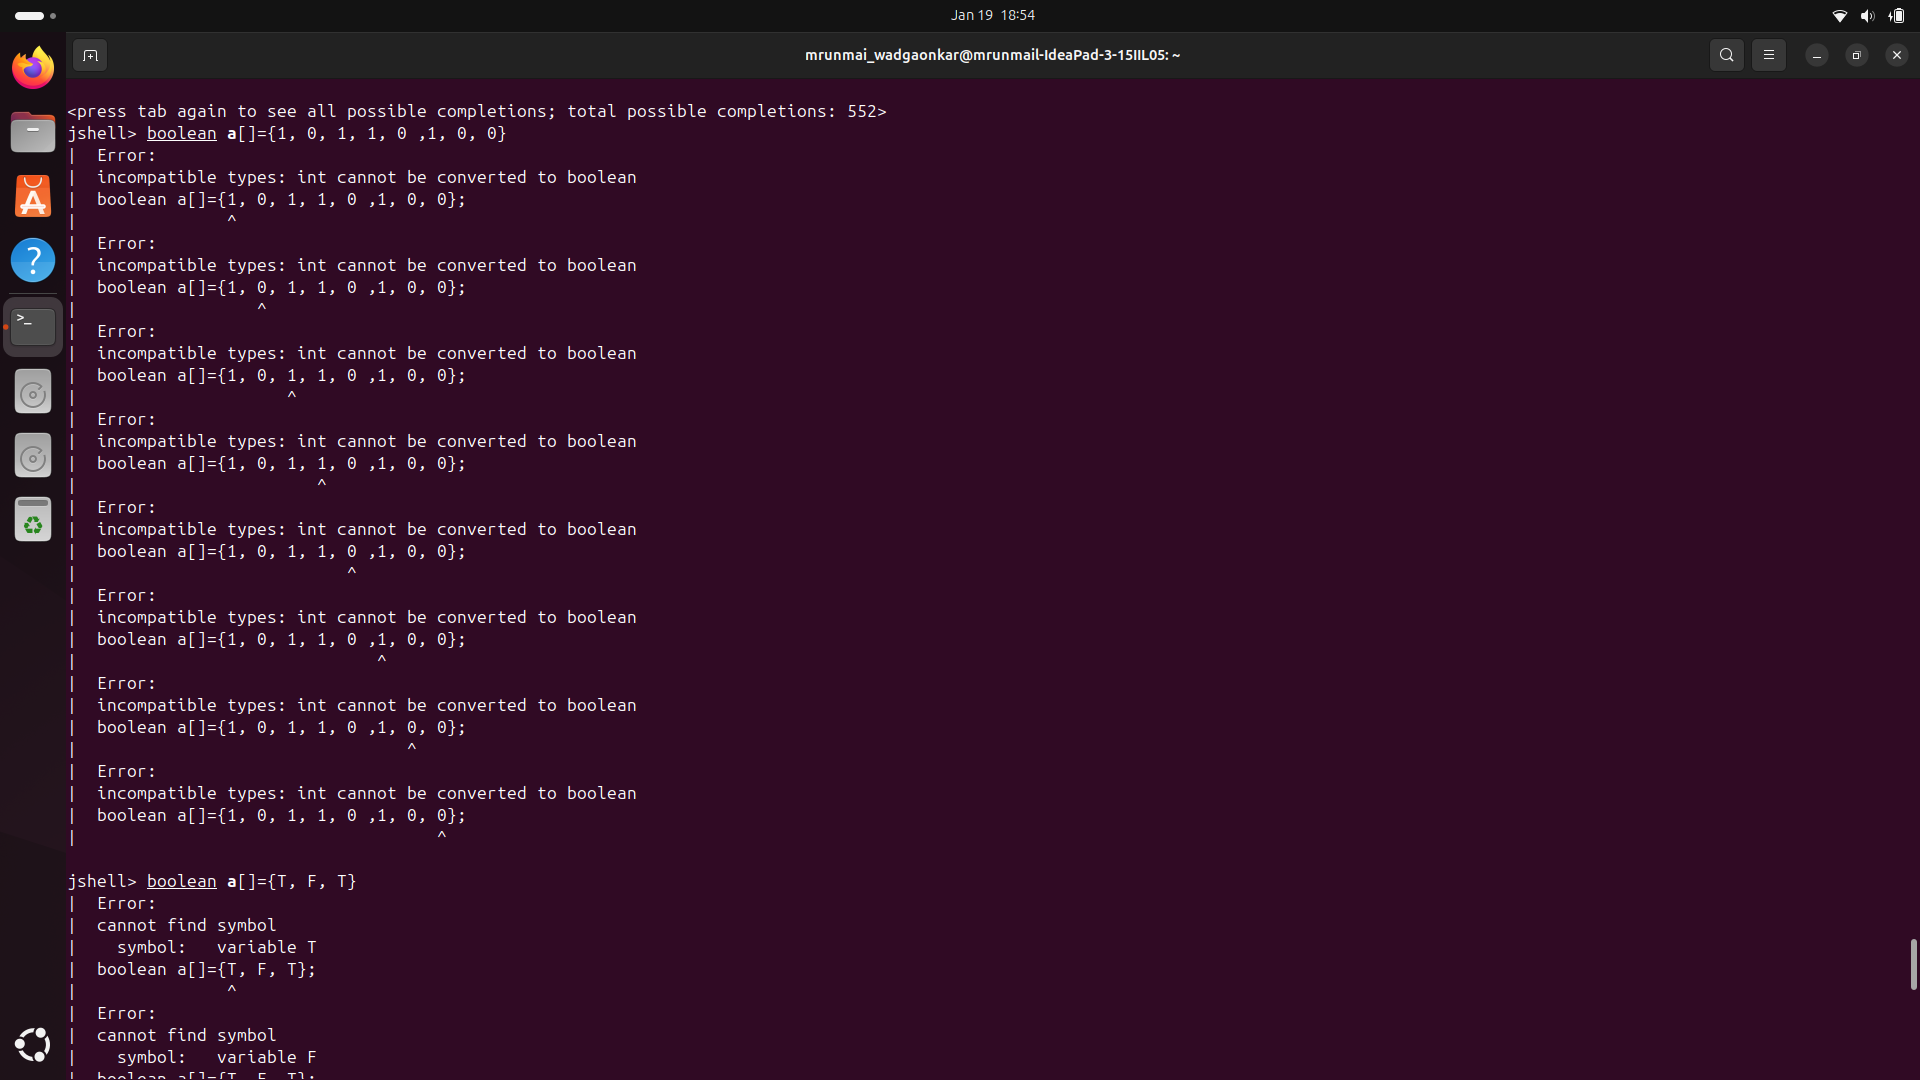 Jan 19 18:54
mrunmai_wadgaonkar@mrunmail-IdeaPad-3-15IIL05: ~
<press tab again to see all possible completions; total possible completions: 552>
jshell> boolean a[]={1, 0, 1, 1, 0 ,1, 0, 0}
|  Error:
|  incompatible types: int cannot be converted to boolean
|  boolean a[]={1, 0, 1, 1, 0 ,1, 0, 0};
|               ^
|  Error:
|  incompatible types: int cannot be converted to boolean
|  boolean a[]={1, 0, 1, 1, 0 ,1, 0, 0};
|                  ^
|  Error:
|  incompatible types: int cannot be converted to boolean
|  boolean a[]={1, 0, 1, 1, 0 ,1, 0, 0};
|                     ^
|  Error:
|  incompatible types: int cannot be converted to boolean
|  boolean a[]={1, 0, 1, 1, 0 ,1, 0, 0};
|                        ^
|  Error:
|  incompatible types: int cannot be converted to boolean
|  boolean a[]={1, 0, 1, 1, 0 ,1, 0, 0};
|                           ^
|  Error:
|  incompatible types: int cannot be converted to boolean
|  boolean a[]={1, 0, 1, 1, 0 ,1, 0, 0};
|                              ^
|  Error:
|  incompatible types: int cannot be converted to boolean
|  boolean a[]={1, 0, 1, 1, 0 ,1, 0, 0};
|                                 ^
|  Error:
|  incompatible types: int cannot be converted to boolean
|  boolean a[]={1, 0, 1, 1, 0 ,1, 0, 0};
|                                    ^
jshell> boolean a[]={T, F, T}
|  Error:
|  cannot find symbol
|    symbol:   variable T
|  boolean a[]={T, F, T};
|               ^
|  Error:
|  cannot find symbol
|    symbol:   variable F
|  boolean a[]={T, F, T};